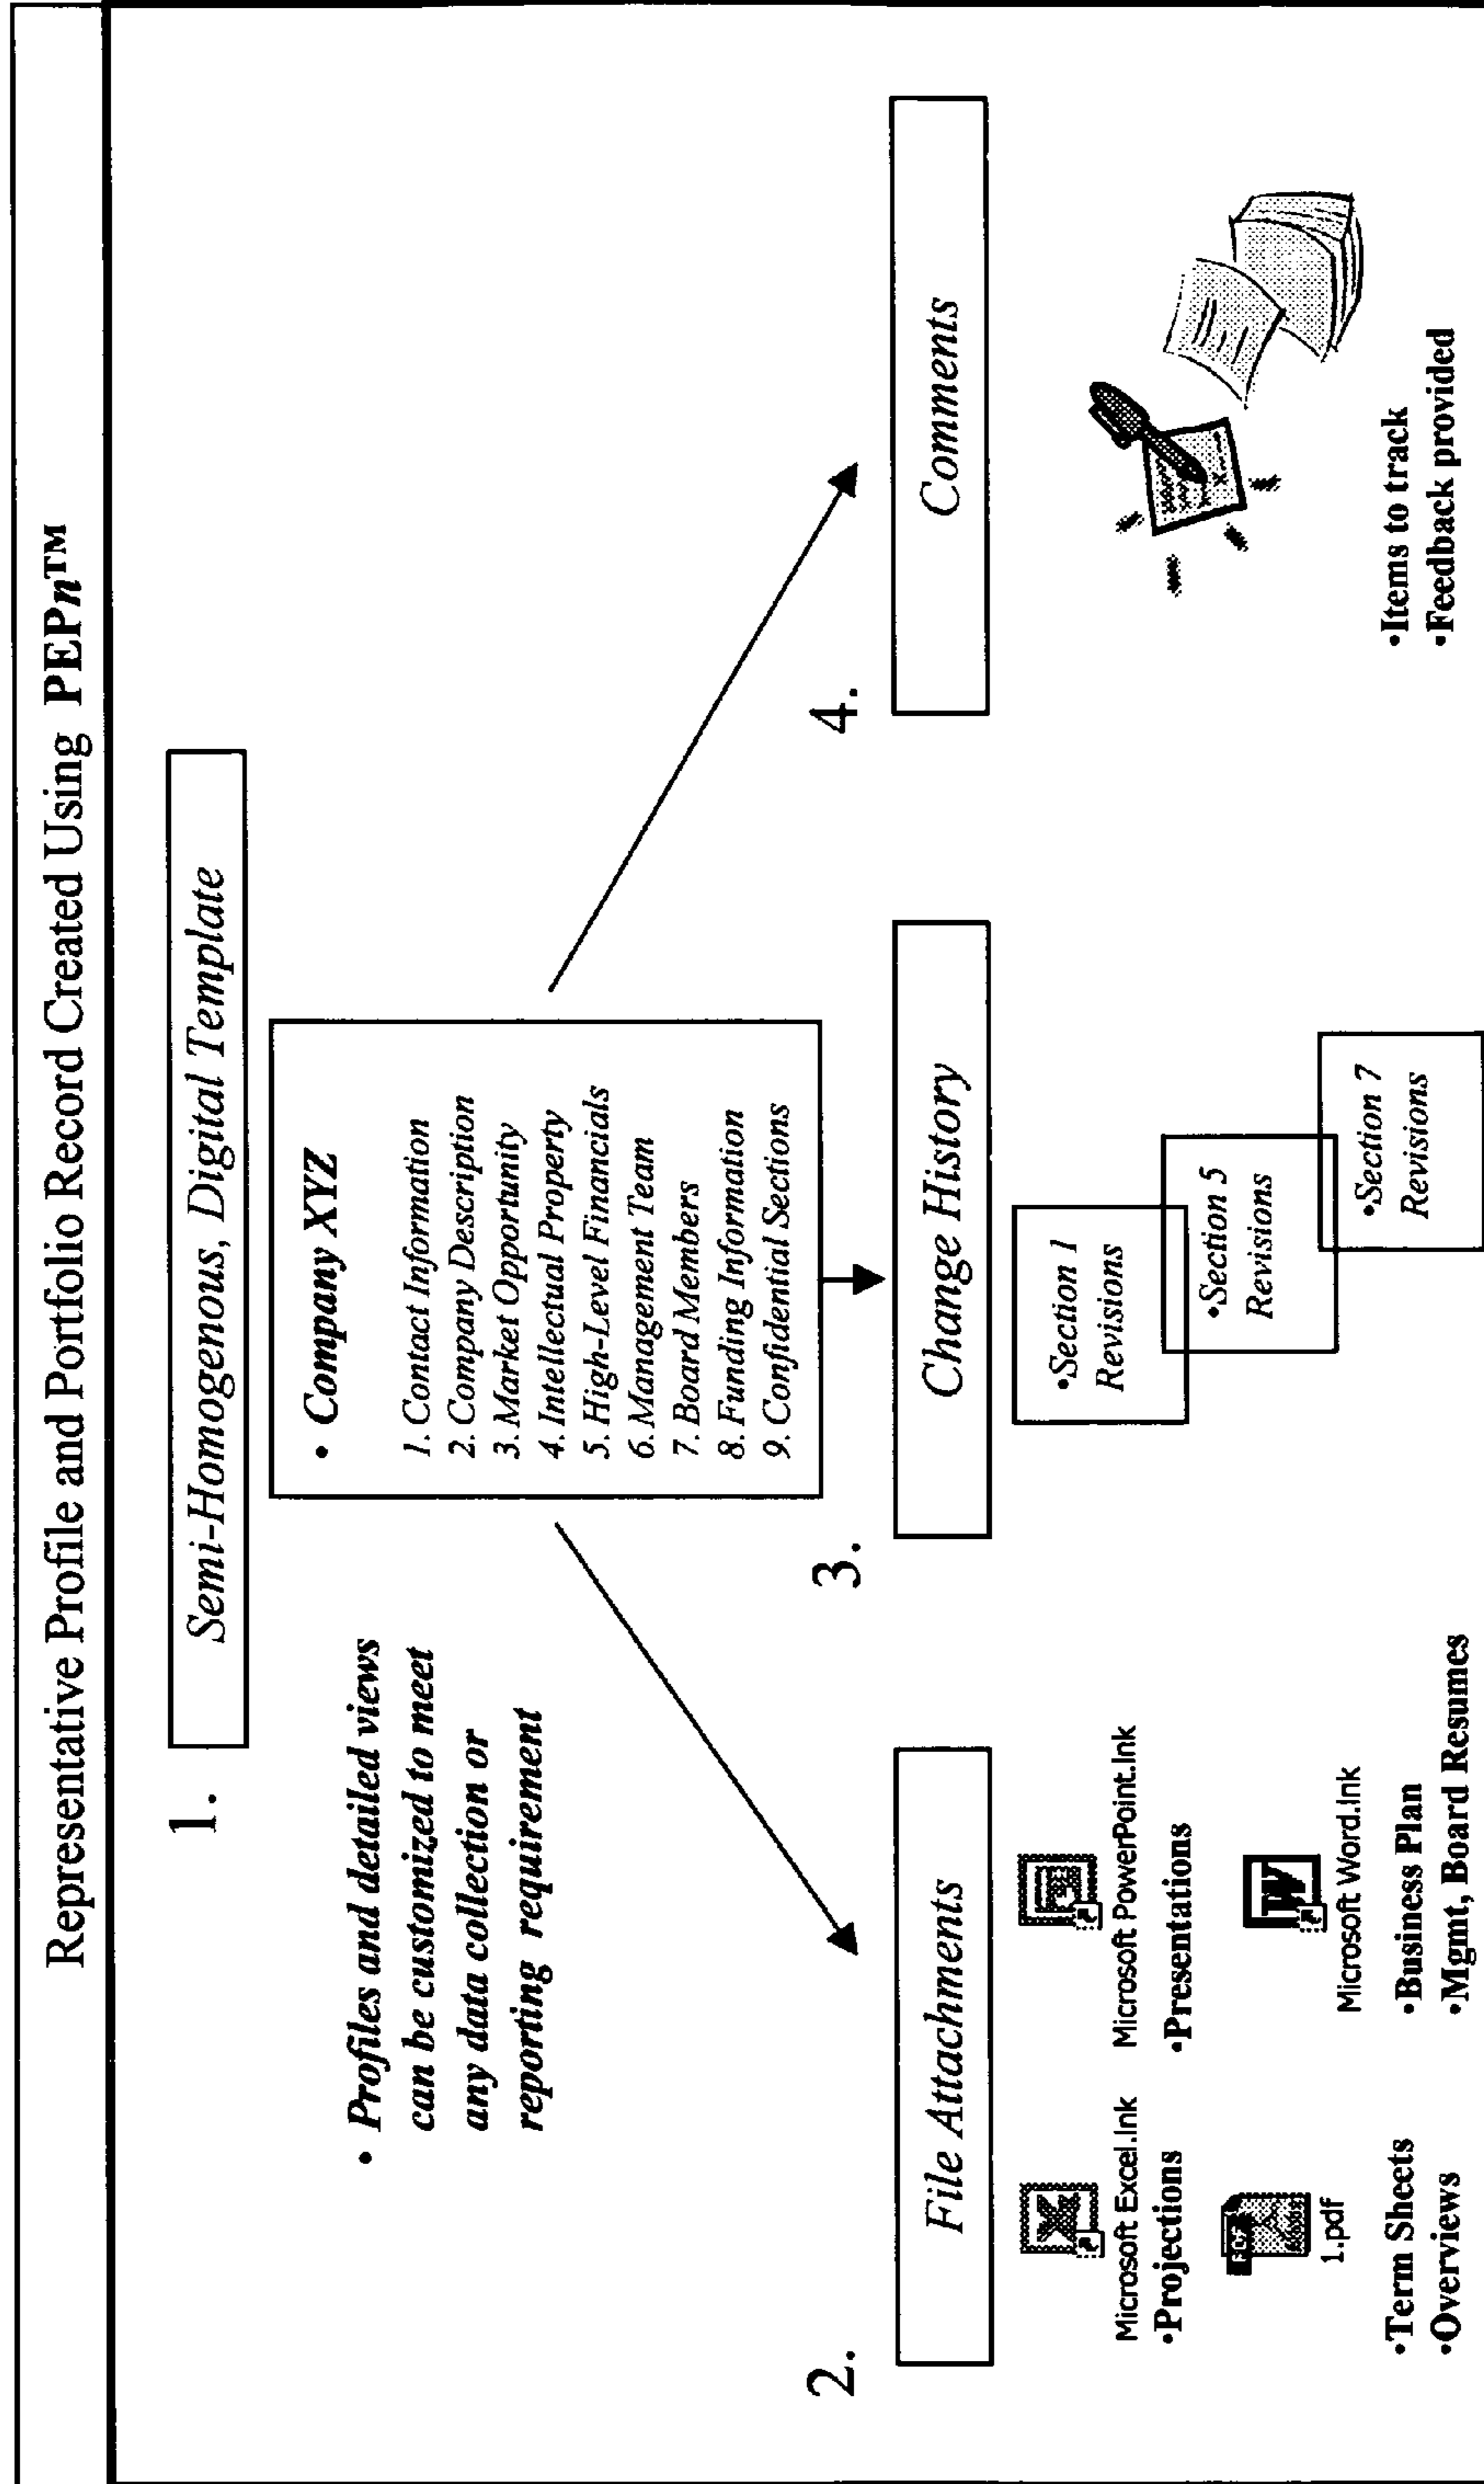 Representative Profile and Portfolio Record Created Using PEPn™
1.
Semi-Homogenous, Digital Template
• Profiles and detailed views
can be customized to meet
any data collection or
reporting requirement
• Company XYZ
1. Contact Information
2. Company Description
3. Market Opportunity
4. Intellectual Property
5. High-Level Financials
6. Management Team
7. Board Members
8. Funding Information
9. Confidential Sections
2.
File Attachments
Microsoft Excel.lnk
•Projections
Microsoft PowerPoint.lnk
•Presentations
1.pdf
•Term Sheets
•Overviews
Microsoft Word.lnk
•Business Plan
•Mgmt, Board Resumes
3.
Change History
•Section 1
Revisions
•Section 5
Revisions
•Section 7
Revisions
4.
Comments
•Items to track
•Feedback provided